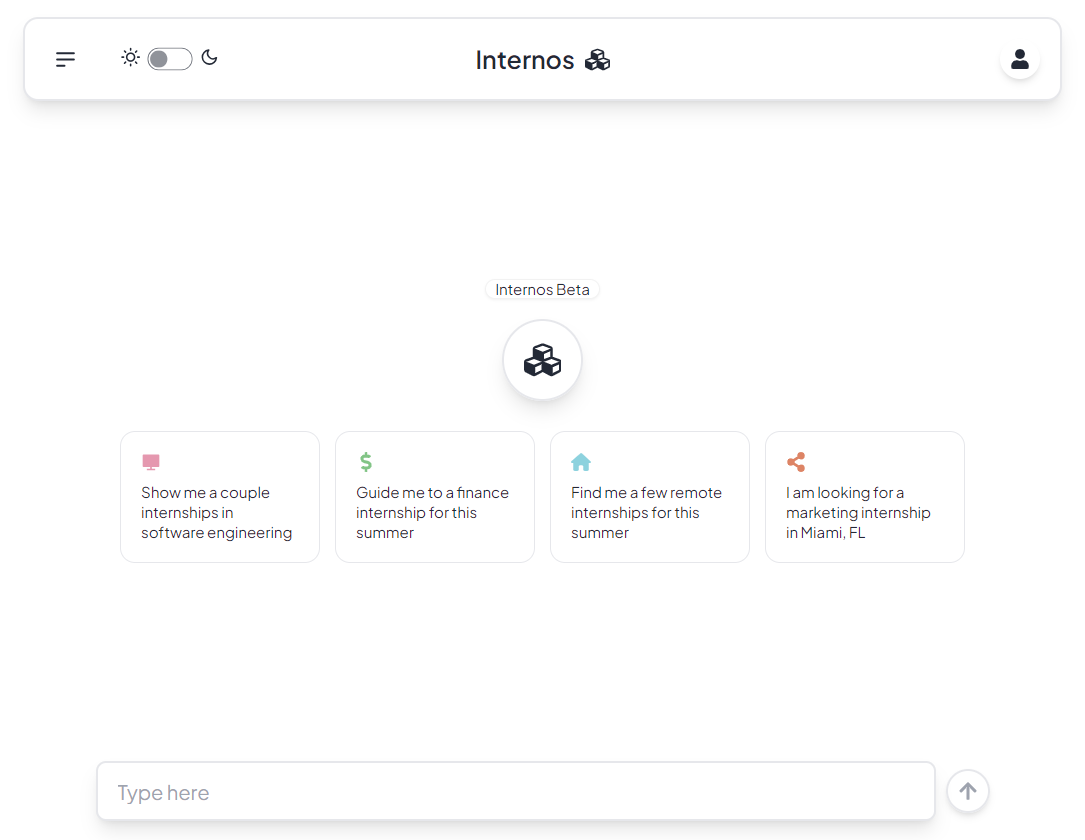 Internos
Internos Beta
Show me a couple
internships in
software engineering
Guide me to a finance
internship for this
summer
Find me a few remote
internships for this
summer
I am looking for a
marketing internship
in Miami, FL
Type here